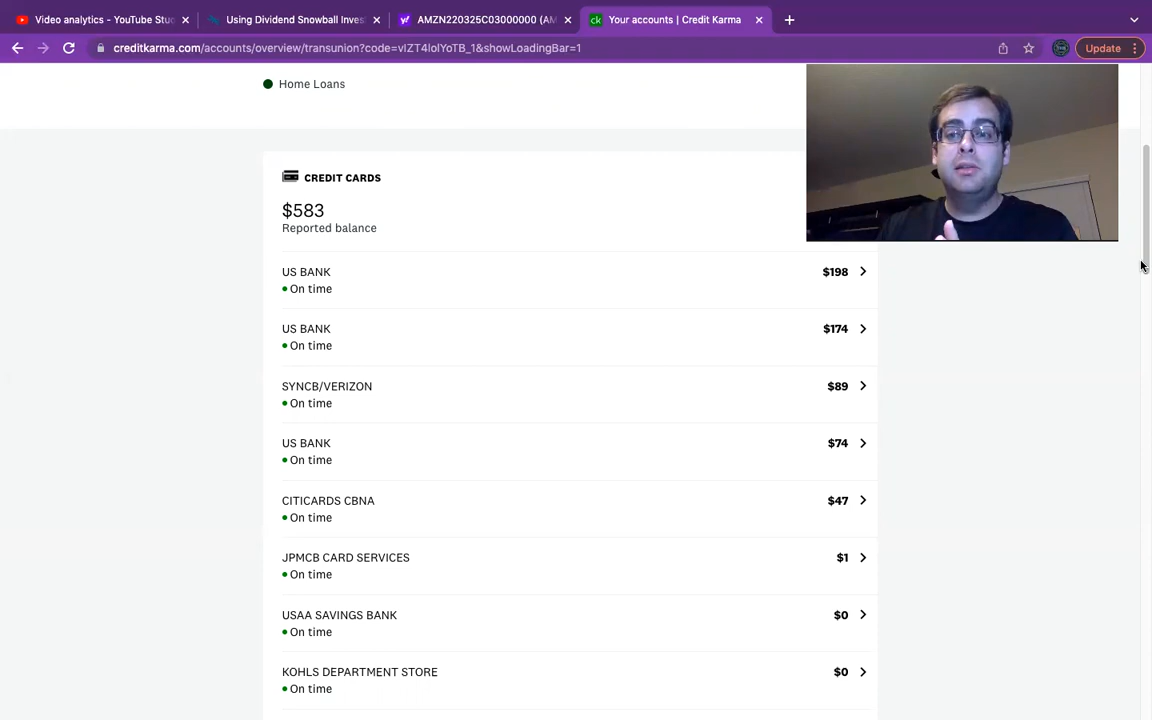 Video analytics - YouTube Stud
Using Dividend Snowball Inves
AMZN220325C03000000 (AM
Your accounts | Credit Karma
creditkarma.com/accounts/overview/transunion?code=vIZT4lolYoTB_1&showLoadingBar=1
Update
Home Loans
CREDIT CARDS
$583
Reported balance
US BANK $198
On time
US BANK $174
On time
SYNCB/VERIZON $89
On time
US BANK $74
On time
CITICARDS CBNA $47
On time
JPMCB CARD SERVICES $1
On time
USAA SAVINGS BANK $0
On time
KOHLS DEPARTMENT STORE $0
On time